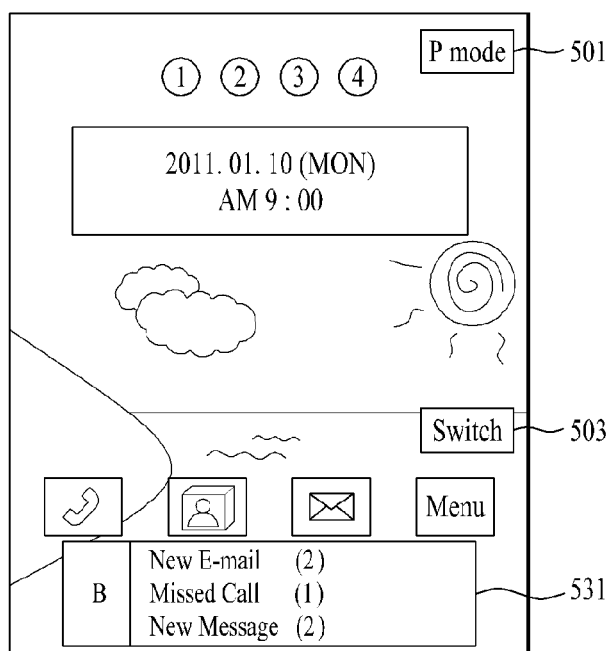 P mode
501
1 2 3 4
2011. 01. 10 (MON)
AM 9 : 00
Switch
503
Menu
B
New E-mail (2)
Missed Call (1)
New Message (2)
531